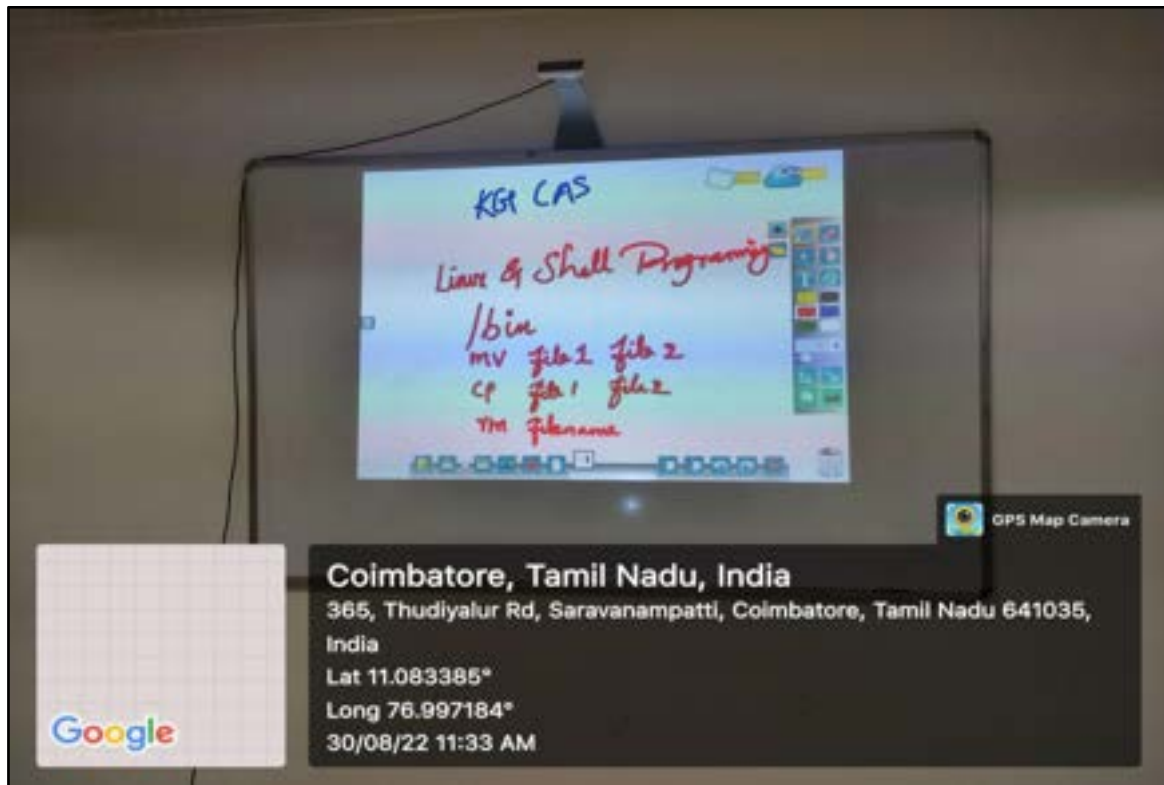 KGI CAS
Linux & Shell Programming
/bin
mv file1 file2
cp file1 file2
rm filename
GPS Map Camera
Coimbatore, Tamil Nadu, India
365, Thudiyalur Rd, Saravanampatti, Coimbatore, Tamil Nadu 641035,
India
Lat 11.083385°
Long 76.997184°
30/08/22 11:33 AM
Google